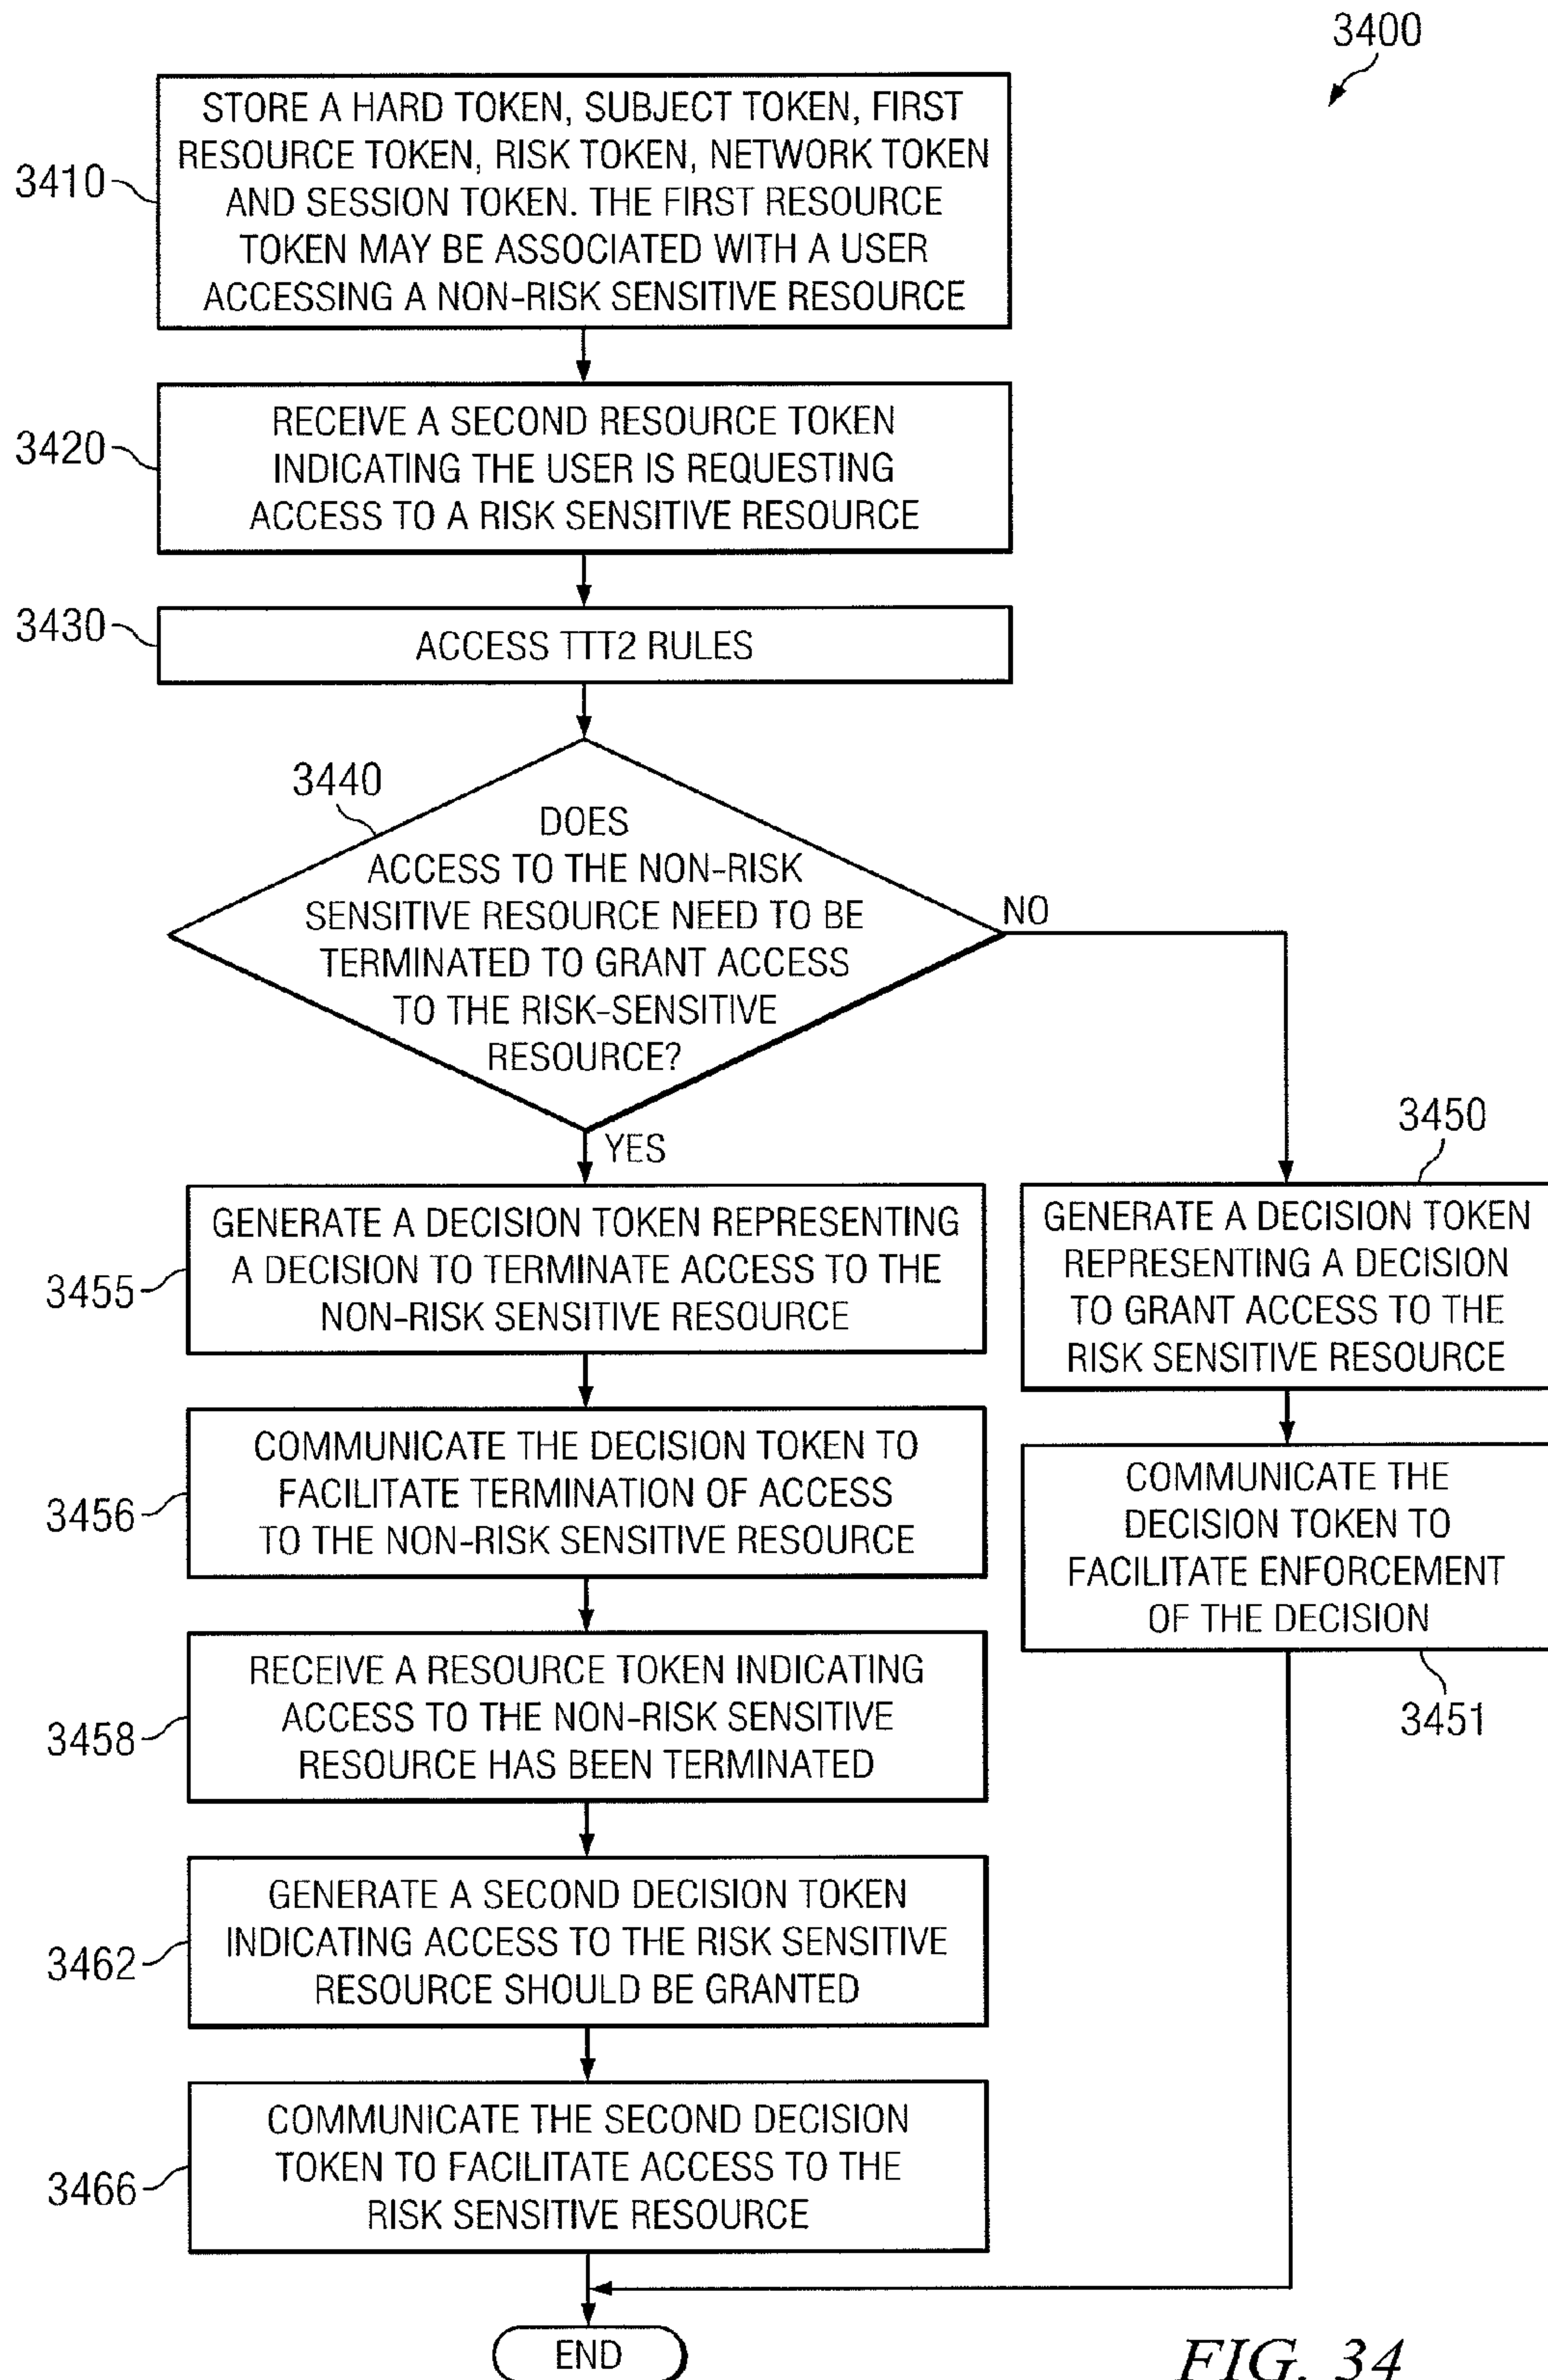 3400
STORE A HARD TOKEN, SUBJECT TOKEN, FIRST
RESOURCE TOKEN, RISK TOKEN, NETWORK TOKEN
AND SESSION TOKEN. THE FIRST RESOURCE
TOKEN MAY BE ASSOCIATED WITH A USER
ACCESSING A NON-RISK SENSITIVE RESOURCE
3410
RECEIVE A SECOND RESOURCE TOKEN
INDICATING THE USER IS REQUESTING
ACCESS TO A RISK SENSITIVE RESOURCE
3420
3430
ACCESS TTT2 RULES
3440
DOES
ACCESS TO THE NON-RISK
SENSITIVE RESOURCE NEED TO BE
TERMINATED TO GRANT ACCESS
TO THE RISK-SENSITIVE
RESOURCE?
NO
YES
3450
GENERATE A DECISION TOKEN
REPRESENTING A DECISION
TO GRANT ACCESS TO THE
RISK SENSITIVE RESOURCE
COMMUNICATE THE
DECISION TOKEN TO
FACILITATE ENFORCEMENT
OF THE DECISION
3451
GENERATE A DECISION TOKEN REPRESENTING
A DECISION TO TERMINATE ACCESS TO THE
NON-RISK SENSITIVE RESOURCE
3455
COMMUNICATE THE DECISION TOKEN TO
FACILITATE TERMINATION OF ACCESS
TO THE NON-RISK SENSITIVE RESOURCE
3456
RECEIVE A RESOURCE TOKEN INDICATING
ACCESS TO THE NON-RISK SENSITIVE
RESOURCE HAS BEEN TERMINATED
3458
GENERATE A SECOND DECISION TOKEN
INDICATING ACCESS TO THE RISK SENSITIVE
RESOURCE SHOULD BE GRANTED
3462
COMMUNICATE THE SECOND DECISION
TOKEN TO FACILITATE ACCESS TO THE
RISK SENSITIVE RESOURCE
3466
END
FIG. 34